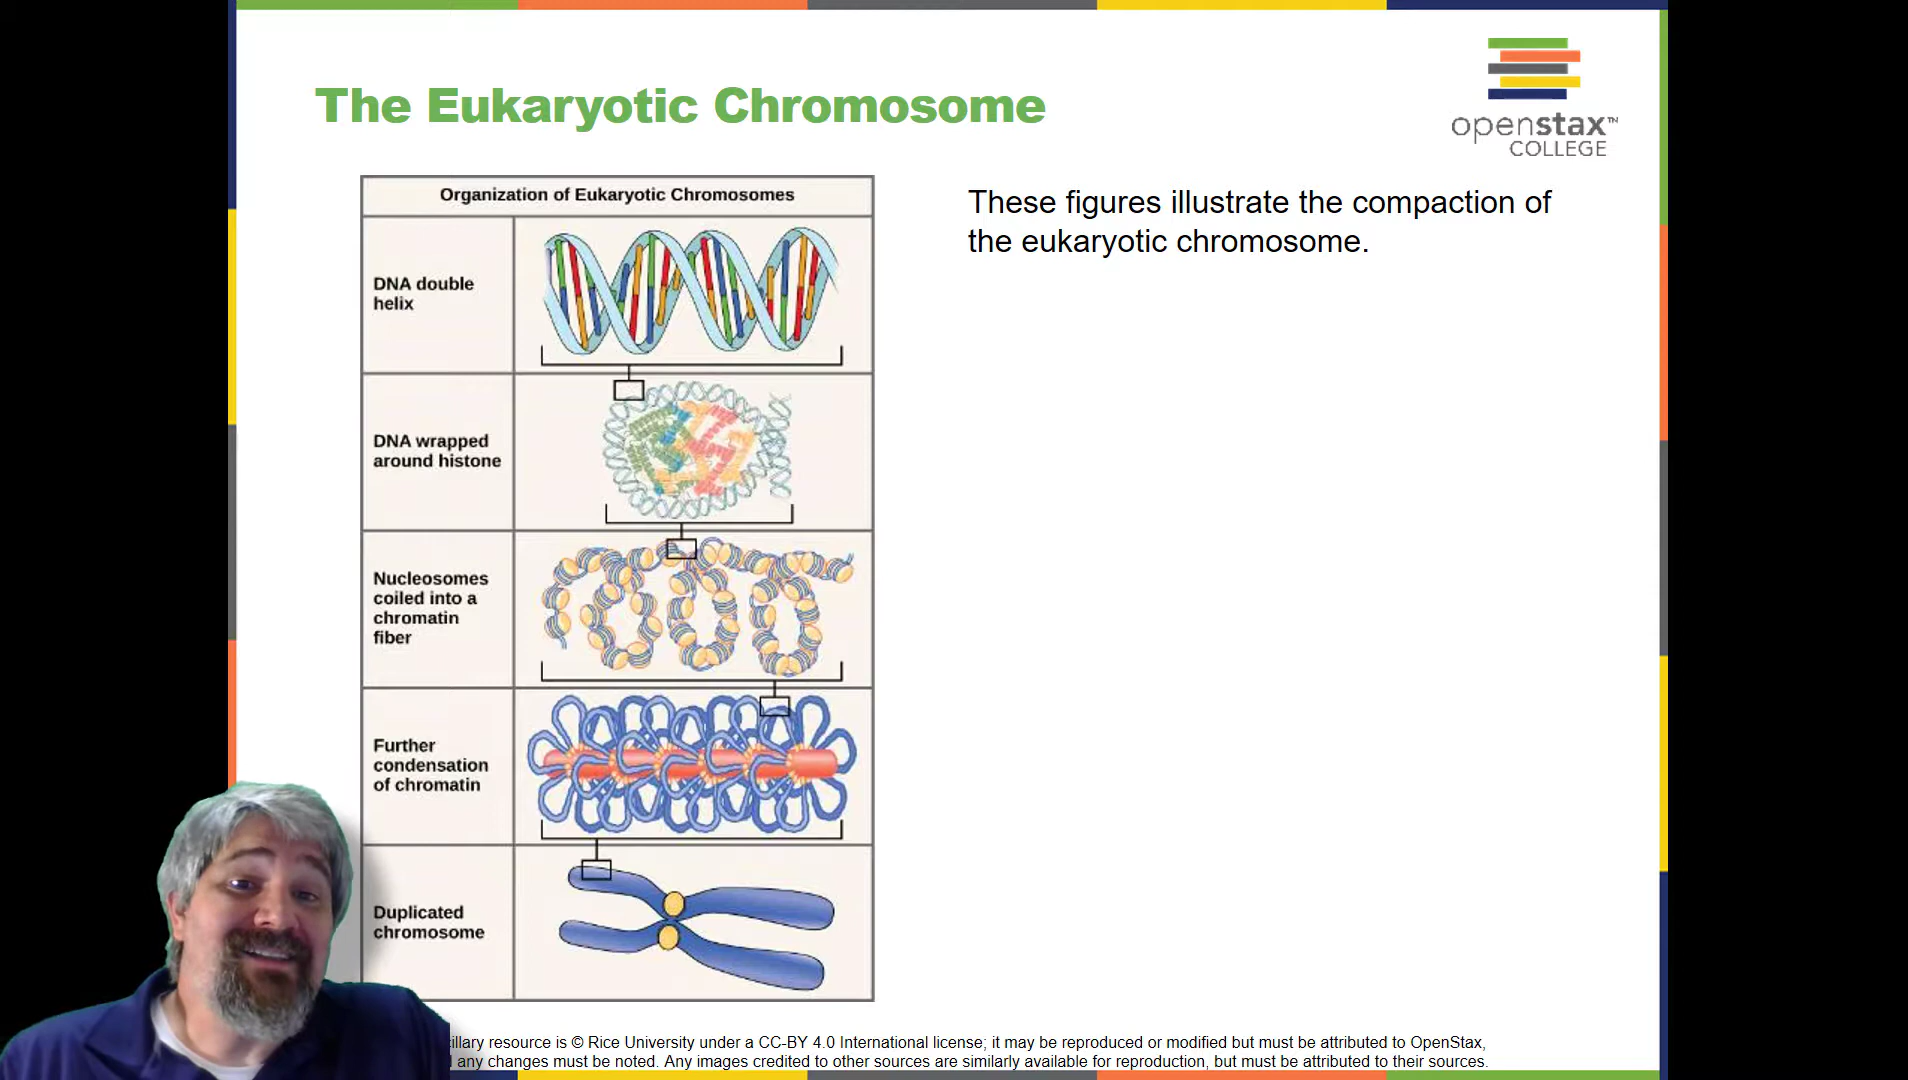 The Eukaryotic Chromosome
openstax™
COLLEGE
Organization of Eukaryotic Chromosomes
DNA double
helix
DNA wrapped
around histone
Nucleosomes
coiled into a
chromatin
fiber
Further
condensation
of chromatin
Duplicated
chromosome
These figures illustrate the compaction of
the eukaryotic chromosome.
resource is © Rice University under a CC-BY 4.0 International license; it may be reproduced or modified but must be attributed to OpenStax,
any changes must be noted. Any images credited to other sources are similarly available for reproduction, but must be attributed to their sources.